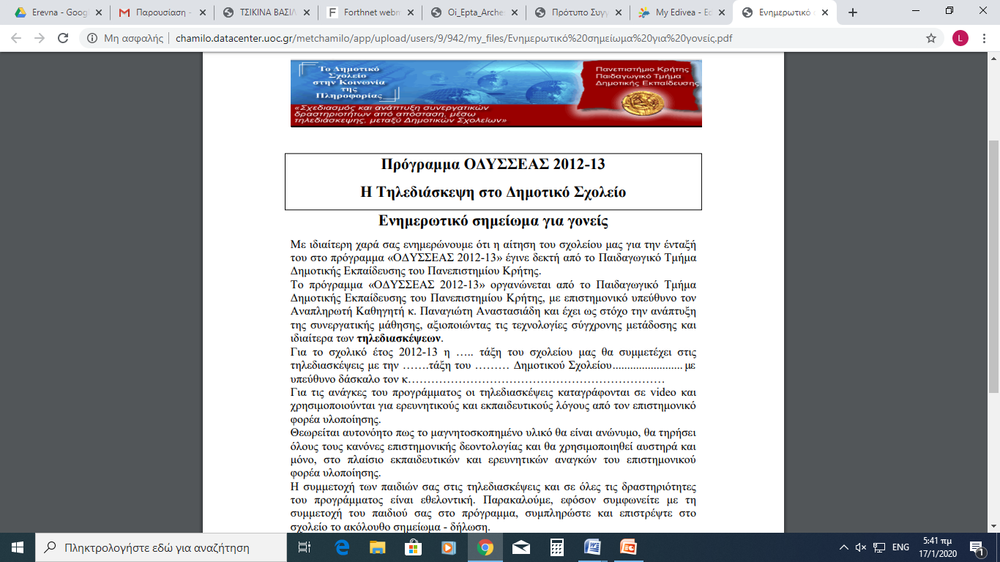 Erevna - Goog
Παρουσίαση -
ΤΣΙΚΙΝΑ ΒΑΣΙΛ
Forthnet webm
Oi_Epta_Arches
Πρότυπο Συγγ
My Edivea - Ed
Ενημερωτικό σ
Μη ασφαλής | chamilo.datacenter.uoc.gr/metchamilo/app/upload/users/9/942/my_files/Ενημερωτικό%20σημείωμα%20για%20γονείς.pdf
L
Το Δημοτικό
Σχολείο
στην Κοινωνία
της
Πληροφορίας
Πανεπιστήμιο Κρήτης
Παιδαγωγικό Τμήμα
Δημοτικής Εκπαίδευσης
«Σχεδιασμός και ανάπτυξη συνεργατικών
δραστηριοτήτων από απόσταση, μέσω
τηλεδιάσκεψης, μεταξύ Δημοτικών Σχολείων»
Πρόγραμμα ΟΔΥΣΣΕΑΣ 2012-13
Η Τηλεδιάσκεψη στο Δημοτικό Σχολείο
Ενημερωτικό σημείωμα για γονείς
Με ιδιαίτερη χαρά σας ενημερώνουμε ότι η αίτηση του σχολείου μας για την ένταξή
του στο πρόγραμμα «ΟΔΥΣΣΕΑΣ 2012-13» έγινε δεκτή από το Παιδαγωγικό Τμήμα
Δημοτικής Εκπαίδευσης του Πανεπιστημίου Κρήτης.
Το πρόγραμμα «ΟΔΥΣΣΕΑΣ 2012-13» οργανώνεται από το Παιδαγωγικό Τμήμα
Δημοτικής Εκπαίδευσης του Πανεπιστημίου Κρήτης, με επιστημονικό υπεύθυνο τον
Αναπληρωτή Καθηγητή κ. Παναγιώτη Αναστασιάδη και έχει ως στόχο την ανάπτυξη
της συνεργατικής μάθησης, αξιοποιώντας τις τεχνολογίες σύγχρονης μετάδοσης και
ιδιαίτερα των τηλεδιασκέψεων.
Για το σχολικό έτος 2012-13 η ….. τάξη του σχολείου μας θα συμμετέχει στις
τηλεδιασκέψεις με την …….τάξη του ……… Δημοτικού Σχολείου........................ με
υπεύθυνο δάσκαλο τον κ…………………………………………………………
Για τις ανάγκες του προγράμματος οι τηλεδιασκέψεις καταγράφονται σε video και
χρησιμοποιούνται για ερευνητικούς και εκπαιδευτικούς λόγους από τον επιστημονικό
φορέα υλοποίησης.
Θεωρείται αυτονόητο πως το μαγνητοσκοπημένο υλικό θα είναι ανώνυμο, θα τηρήσει
όλους τους κανόνες επιστημονικής δεοντολογίας και θα χρησιμοποιηθεί αυστηρά και
μόνο, στο πλαίσιο εκπαιδευτικών και ερευνητικών αναγκών του επιστημονικού
φορέα υλοποίησης.
Η συμμετοχή των παιδιών σας στις τηλεδιασκέψεις και σε όλες τις δραστηριότητες
του προγράμματος είναι εθελοντική. Παρακαλούμε, εφόσον συμφωνείτε με τη
συμμετοχή του παιδιού σας στο πρόγραμμα, συμπληρώστε και επιστρέψτε στο
σχολείο το ακόλουθο σημείωμα - δήλωση.
Πληκτρολογήστε εδώ για αναζήτηση
ENG
5:41 πμ
17/1/2020
1